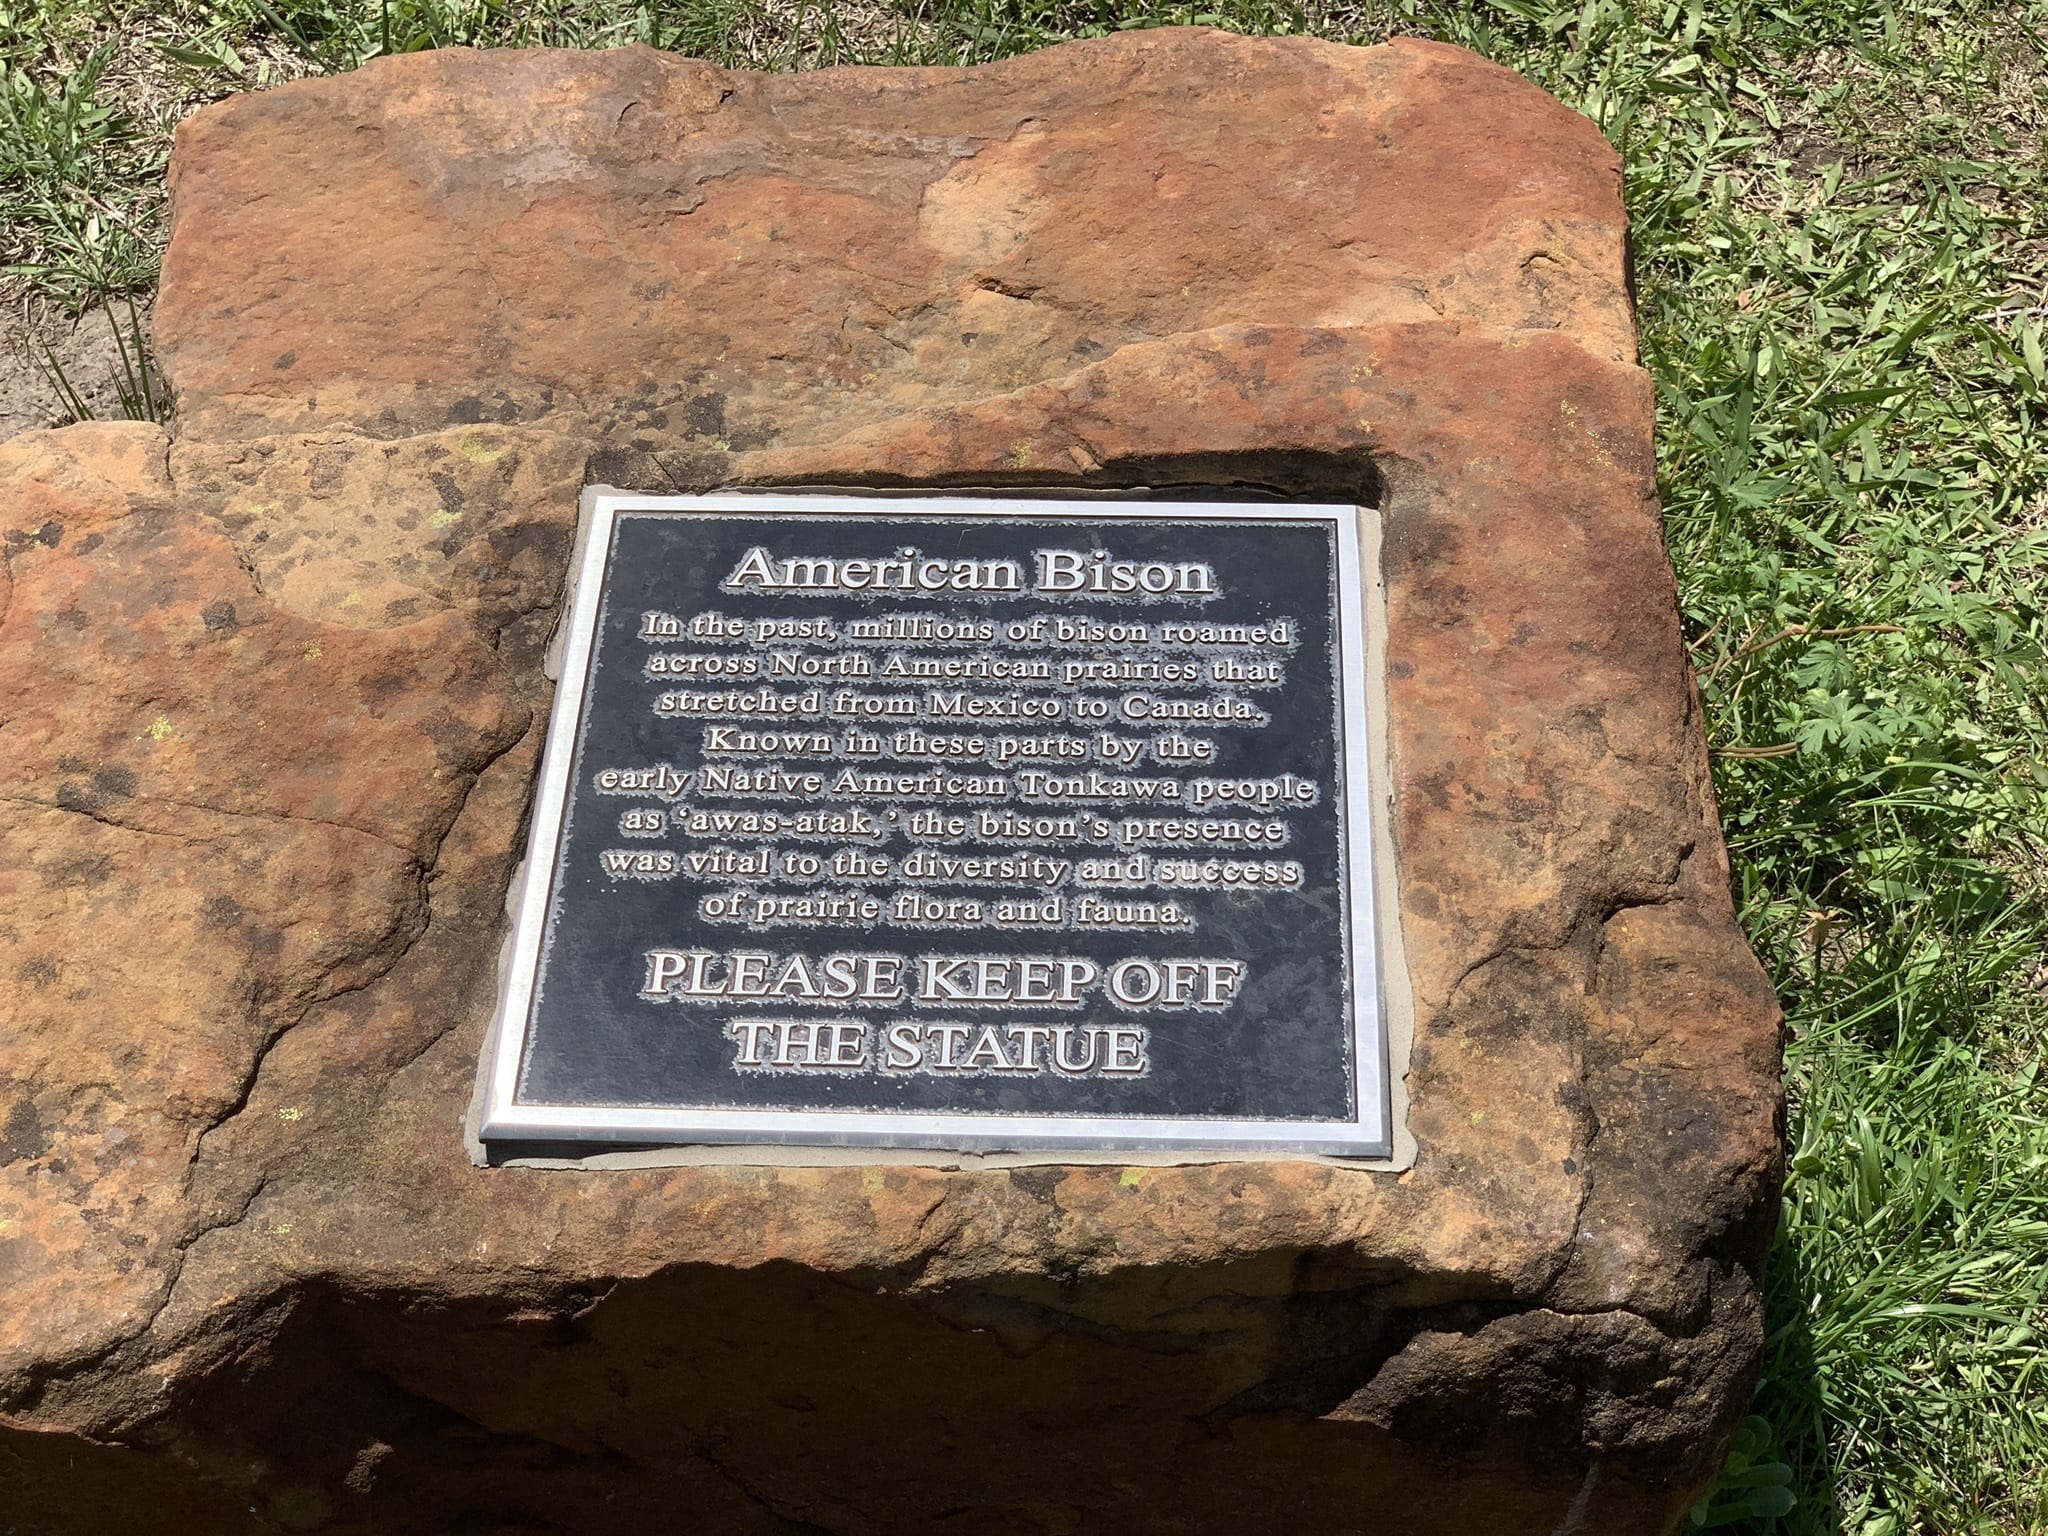 American Bison
In the past, millions of bison roamed
across North American prairies that
stretched from Mexico to Canada.
Known in these parts by the
early Native American Tonkawa people
as ‘awas-atak,’ the bison’s presence
was vital to the diversity and success
of prairie flora and fauna.
PLEASE KEEP OFF
THE STATUE